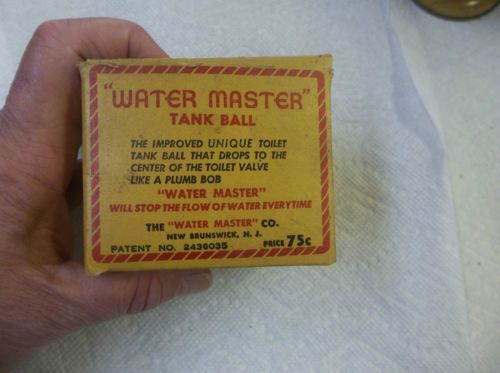 "WATER MASTER"
TANK BALL
THE IMPROVED UNIQUE TOILET
TANK BALL THAT DROPS TO THE
CENTER OF THE TOILET VALVE
LIKE A PLUMB BOB
"WATER MASTER"
WILL STOP THE FLOW OF WATER EVERYTIME
THE "WATER MASTER" CO.
NEW BRUNSWICK, N. J.
PATENT NO. 2436035 PRICE 75c